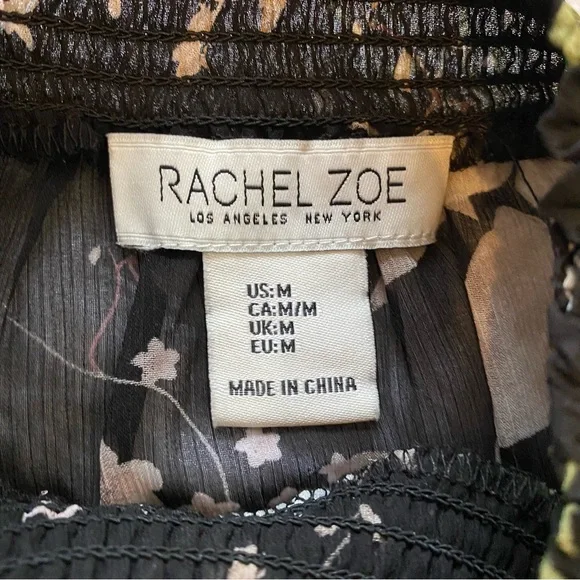 RACHEL ZOE
LOS ANGELES NEW YORK
US:M
CA:M/M
UK:M
EU:M
MADE IN CHINA